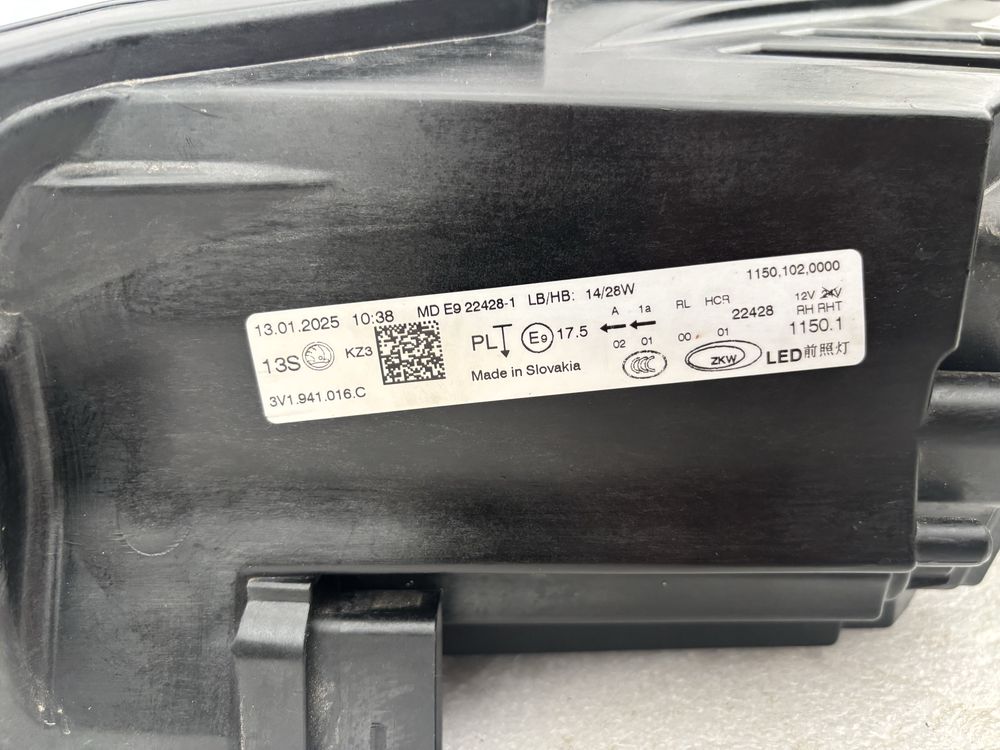 13.01.2025 10:38 MD E9 22428-1 LB/HB: 14/28W 1150,102,0000
13S KZ3 PL E9 17.5 A 1a RL HCR 22428 12V 24V
RH RHT
02 01 00 01 1150.1
3V1.941.016.C Made in Slovakia CCC ZKW LED前照灯